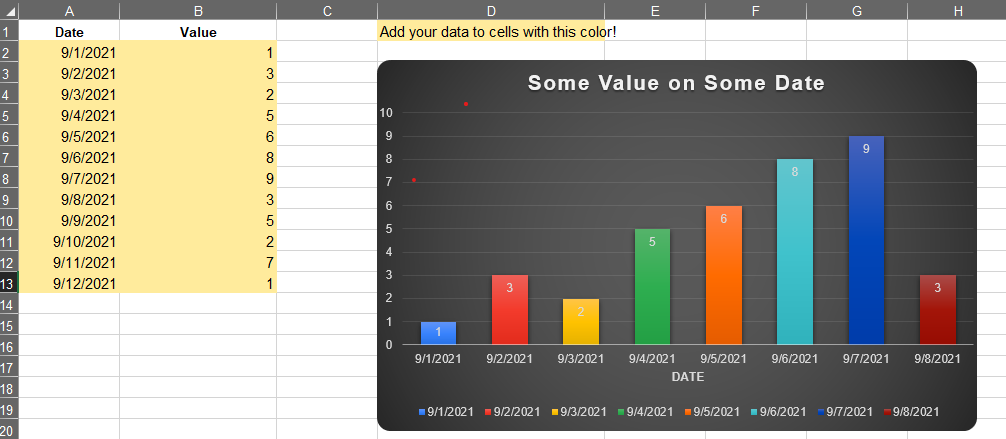 A B C D E F G H
1 Date Value Add your data to cells with this color!
2 9/1/2021 1
3 9/2/2021 3
4 9/3/2021 2
5 9/4/2021 5
6 9/5/2021 6
7 9/6/2021 8
8 9/7/2021 9
9 9/8/2021 3
10 9/9/2021 5
11 9/10/2021 2
12 9/11/2021 7
13 9/12/2021 1
14
15
16
17
18
19
20
Some Value on Some Date
10
9
8
7
6
5
4
3
2
1
0
1 3 2 5 6 8 9 3
9/1/2021 9/2/2021 9/3/2021 9/4/2021 9/5/2021 9/6/2021 9/7/2021 9/8/2021
DATE
9/1/2021 9/2/2021 9/3/2021 9/4/2021 9/5/2021 9/6/2021 9/7/2021 9/8/2021